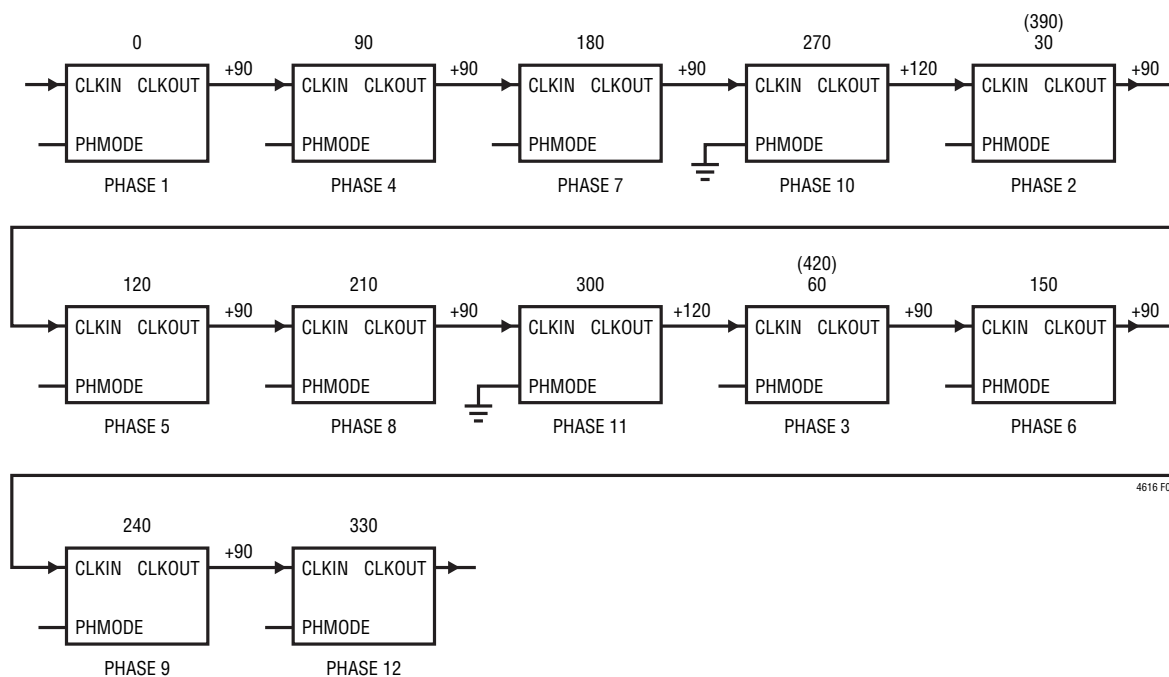 (390)
0 90 180 270 30
CLKIN CLKOUT +90 CLKIN CLKOUT +90 CLKIN CLKOUT +90 CLKIN CLKOUT +120 CLKIN CLKOUT +90
PHMODE PHMODE PHMODE PHMODE PHMODE
PHASE 1 PHASE 4 PHASE 7 PHASE 10 PHASE 2
(420)
120 210 300 60 150
CLKIN CLKOUT +90 CLKIN CLKOUT +90 CLKIN CLKOUT +120 CLKIN CLKOUT +90 CLKIN CLKOUT +90
PHMODE PHMODE PHMODE PHMODE PHMODE
PHASE 5 PHASE 8 PHASE 11 PHASE 3 PHASE 6
4616 F0
240 330
CLKIN CLKOUT +90 CLKIN CLKOUT
PHMODE PHMODE
PHASE 9 PHASE 12